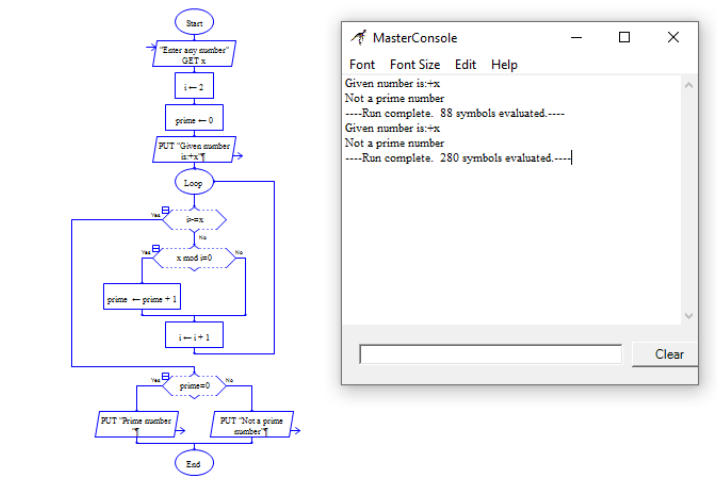 Start
"Enter any number"
GET x
i ← 2
prime ← 0
PUT "Given number
is:+x"¶
Loop
i>=x
Yes
No
x mod i=0
Yes
No
prime ← prime + 1
i ← i + 1
prime=0
Yes
No
PUT "Prime number
"¶
PUT "Not a prime
number"¶
End
MasterConsole
Font Font Size Edit Help
Given number is:+x
Not a prime number
----Run complete. 88 symbols evaluated.----
Given number is:+x
Not a prime number
----Run complete. 280 symbols evaluated.----
Clear